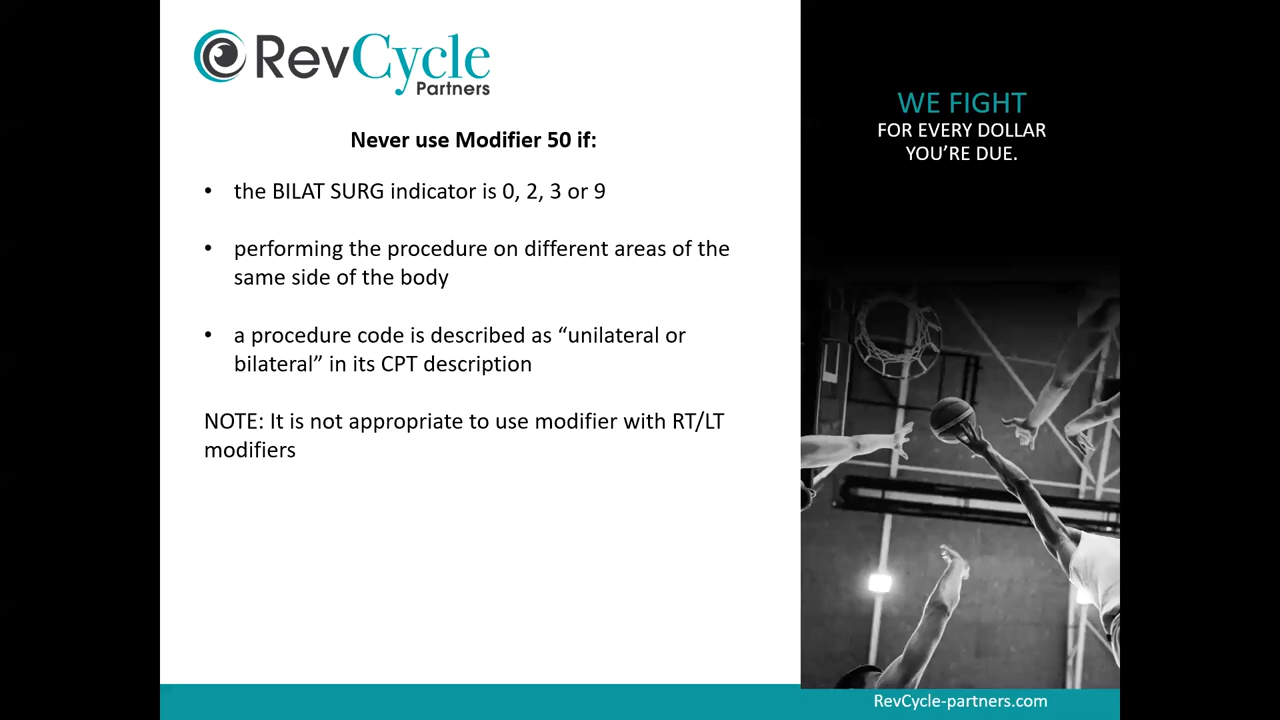 RevCycle
Partners
Never use Modifier 50 if:
• the BILAT SURG indicator is 0, 2, 3 or 9
• performing the procedure on different areas of the
same side of the body
• a procedure code is described as “unilateral or
bilateral” in its CPT description
NOTE: It is not appropriate to use modifier with RT/LT
modifiers
WE FIGHT
FOR EVERY DOLLAR
YOU’RE DUE.
RevCycle-partners.com